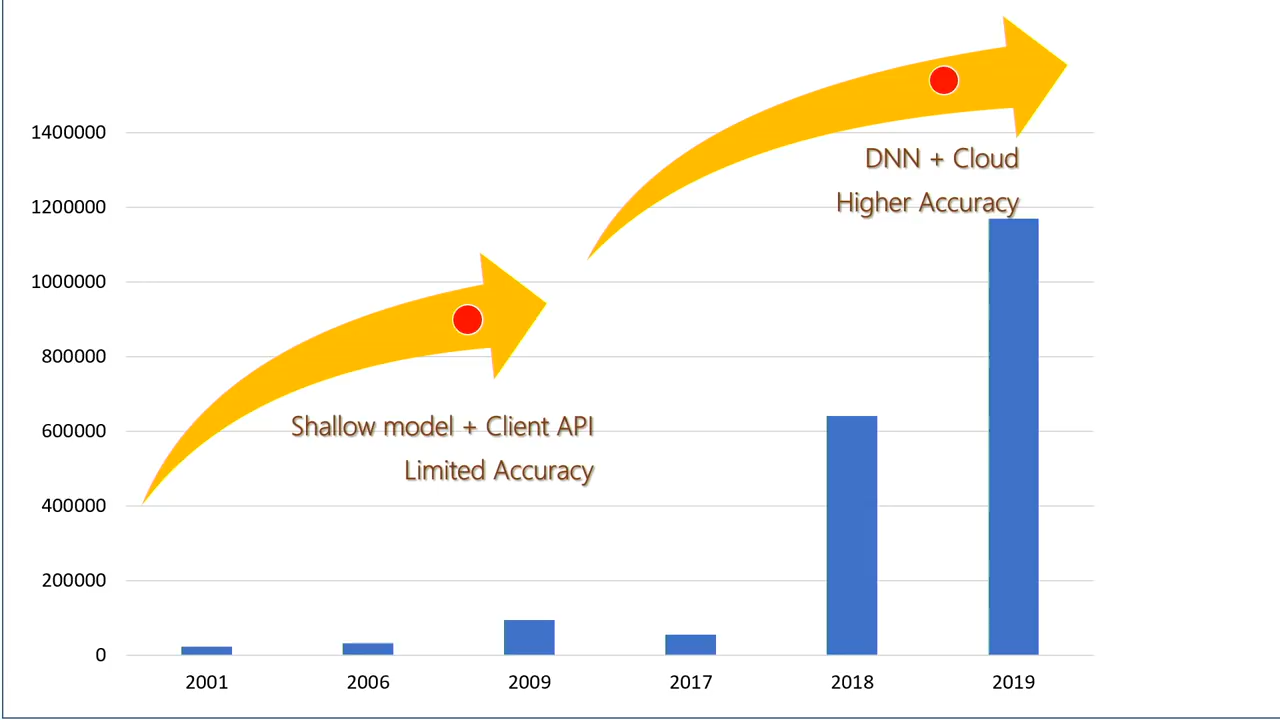 1400000
DNN + Cloud
1200000
Higher Accuracy
1000000
800000
600000
Shallow model + Client API
Limited Accuracy
400000
200000
0
2001 2006 2009 2017 2018 2019